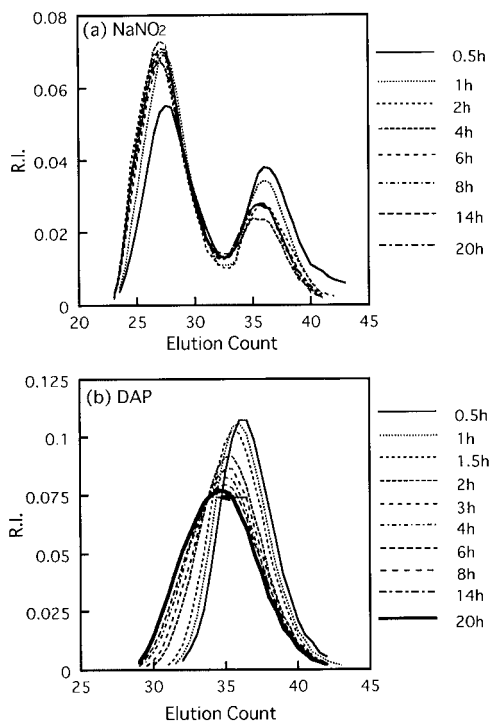 (a) NaNO2
0.08
0.06
0.04
0.02
0
R.I.
20 25 30 35 40 45
Elution Count
0.5h
1h
2h
4h
6h
8h
14h
20h
(b) DAP
0.125
0.1
0.075
0.05
0.025
0
R.I.
25 30 35 40 45
Elution Count
0.5h
1h
1.5h
2h
3h
4h
6h
8h
14h
20h